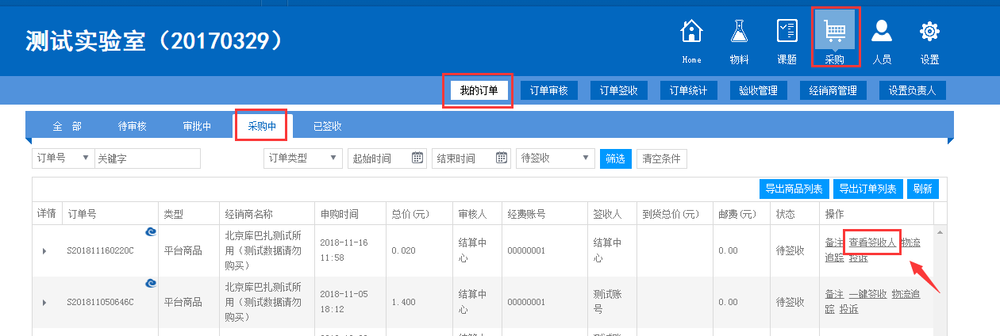 测试实验室（20170329）
Home 物料 课题 采购 人员 设置
我的订单 订单审核 订单签收 订单统计 验收管理 经销商管理 设置负责人
全 部 待审核 审批中 采购中 已签收
订单号 关键字 订单类型 起始时间 结束时间 待签收 筛选 清空条件
导出商品列表 导出订单列表 刷新
详情 订单号 类型 经销商名称 申购时间 总价(元) 审核人 经费账号 签收人 到货总价(元) 邮费(元) 状态 操作
北京库巴扎测试所
2018-11-16 结算中 结算中 备注 查看签收人 物流
S201811160220C 平台商品 用（测试数据请勿 0.020 00000001 0.00 待签收
11:58 心 心 追踪 投诉
购买）
北京库巴扎测试所
2018-11-05 结算中 测试账 备注 一键签收 物流追
S201811050646C 平台商品 用（测试数据请勿 1.400 00000001 0.00 待签收
18:12 心 号 踪 投诉
购买）